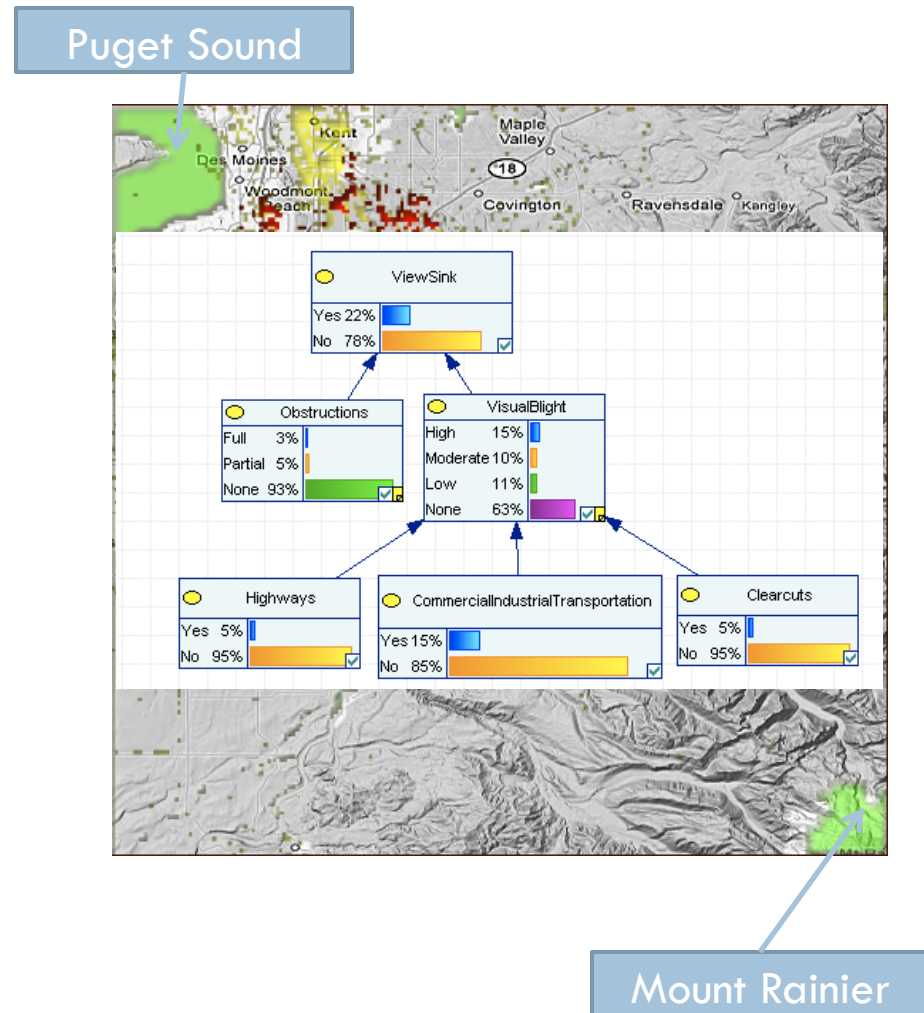 Puget Sound
Kent
Maple
Valley
Des Moines
18
Woodmont
Beach
Covington
Ravensdale
Kangley
ViewSink
Yes 22%
No 78%
Obstructions
Full 3%
Partial 5%
None 93%
VisualBlight
High 15%
Moderate 10%
Low 11%
None 63%
Highways
Yes 5%
No 95%
CommercialIndustrialTransportation
Yes 15%
No 85%
Clearcuts
Yes 5%
No 95%
Mount Rainier